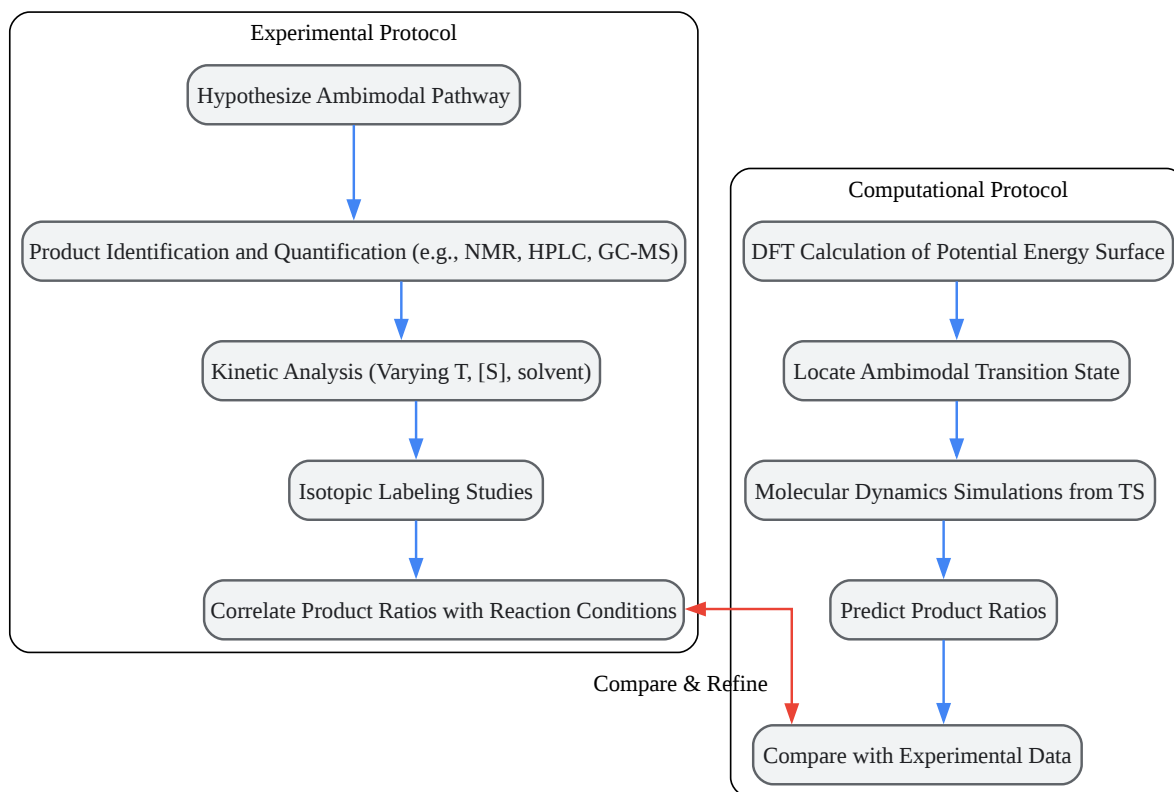 Experimental Protocol
Hypothesize Ambimodal Pathway
Product Identification and Quantification (e.g., NMR, HPLC, GC-MS)
Kinetic Analysis (Varying T, [S], solvent)
Isotopic Labeling Studies
Correlate Product Ratios with Reaction Conditions
Compare & Refine
Computational Protocol
DFT Calculation of Potential Energy Surface
Locate Ambimodal Transition State
Molecular Dynamics Simulations from TS
Predict Product Ratios
Compare with Experimental Data